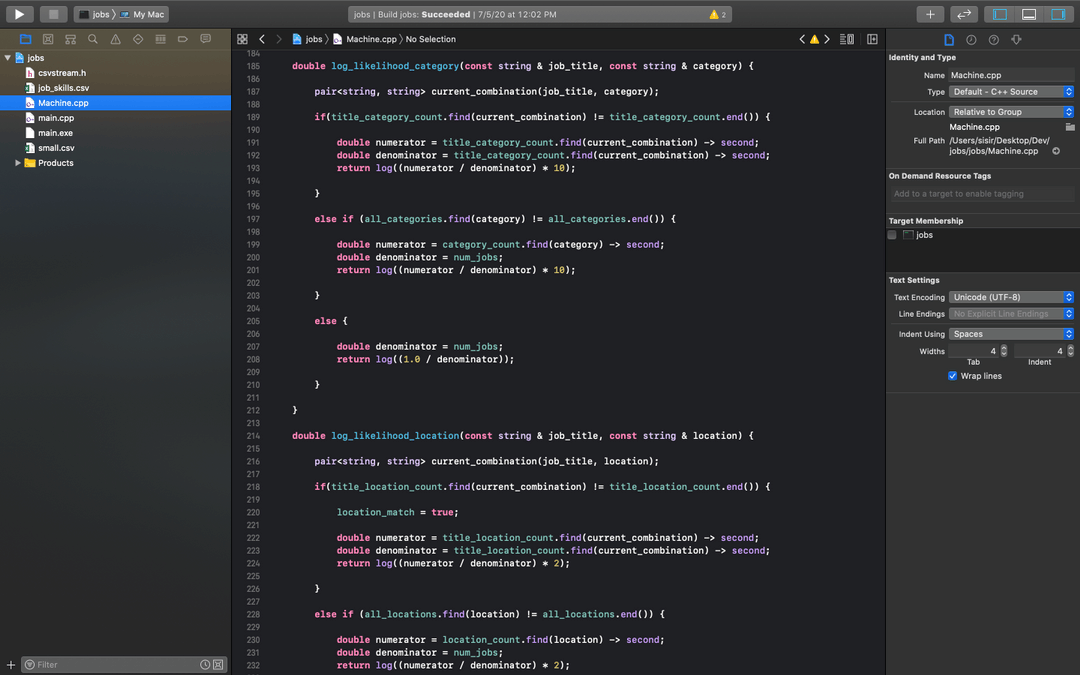 jobs 〉 My Mac
jobs | Build jobs: Succeeded | 7/5/20 at 12:02 PM
2
jobs 〉 Machine.cpp 〉 No Selection
jobs
csvstream.h
job_skills.csv
Machine.cpp
main.cpp
main.exe
small.csv
Products
Filter
184
185 double log_likelihood_category(const string & job_title, const string & category) {
186
187 pair<string, string> current_combination(job_title, category);
188
189 if(title_category_count.find(current_combination) != title_category_count.end()) {
190
191 double numerator = title_category_count.find(current_combination) -> second;
192 double denominator = title_category_count.find(current_combination) -> second;
193 return log((numerator / denominator) * 10);
194
195 }
196
197 else if (all_categories.find(category) != all_categories.end()) {
198
199 double numerator = category_count.find(category) -> second;
200 double denominator = num_jobs;
201 return log((numerator / denominator) * 10);
202
203 }
204
205 else {
206
207 double denominator = num_jobs;
208 return log((1.0 / denominator));
209
210 }
211
212 }
213
214 double log_likelihood_location(const string & job_title, const string & location) {
215
216 pair<string, string> current_combination(job_title, location);
217
218 if(title_location_count.find(current_combination) != title_location_count.end()) {
219
220 location_match = true;
221
222 double numerator = title_location_count.find(current_combination) -> second;
223 double denominator = title_location_count.find(current_combination) -> second;
224 return log((numerator / denominator) * 2);
225
226 }
227
228 else if (all_locations.find(location) != all_locations.end()) {
229
230 double numerator = location_count.find(location) -> second;
231 double denominator = num_jobs;
232 return log((numerator / denominator) * 2);
Identity and Type
Name Machine.cpp
Type Default - C++ Source
Location Relative to Group
Machine.cpp
Full Path /Users/sisir/Desktop/Dev/
jobs/jobs/Machine.cpp
On Demand Resource Tags
Add to a target to enable tagging
Target Membership
jobs
Text Settings
Text Encoding Unicode (UTF-8)
Line Endings No Explicit Line Endings
Indent Using Spaces
Widths 4 4
Tab Indent
Wrap lines